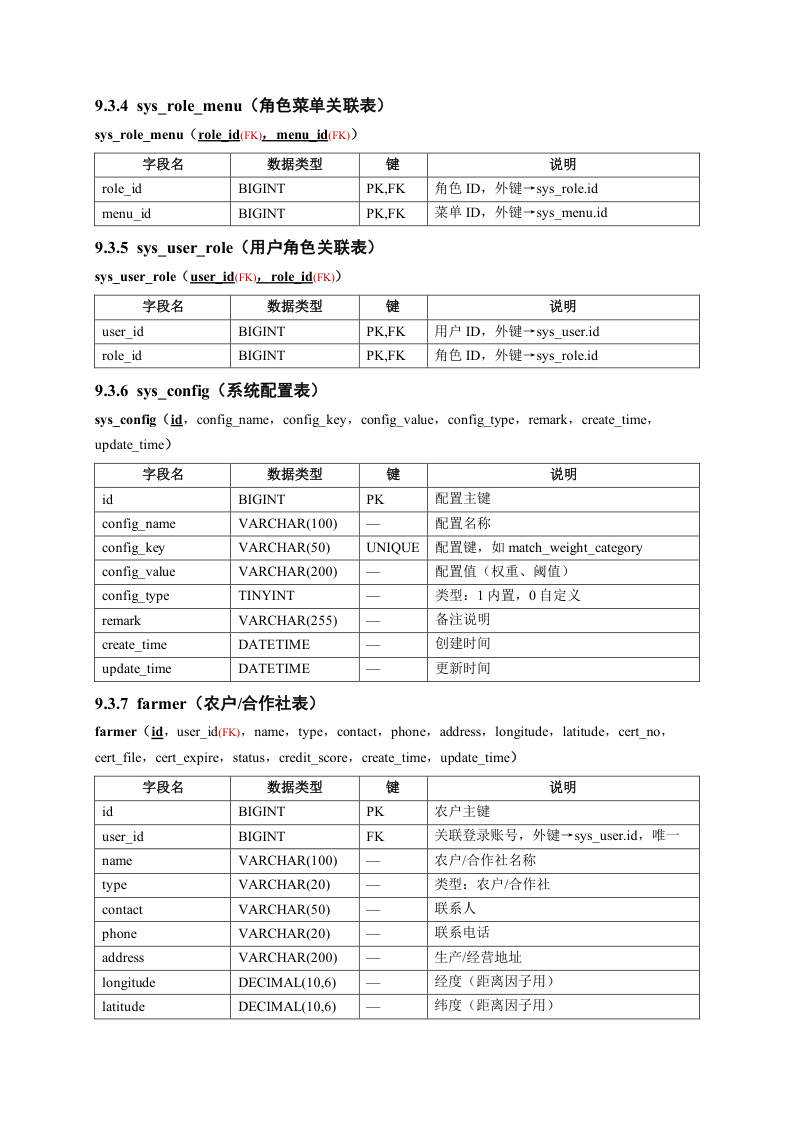 9.3.4 sys_role_menu（角色菜单关联表）
sys_role_menu（role_id(FK)，menu_id(FK)）
字段名 数据类型 键 说明
role_id BIGINT PK,FK 角色 ID，外键→sys_role.id
menu_id BIGINT PK,FK 菜单 ID，外键→sys_menu.id
9.3.5 sys_user_role（用户角色关联表）
sys_user_role（user_id(FK)，role_id(FK)）
字段名 数据类型 键 说明
user_id BIGINT PK,FK 用户 ID，外键→sys_user.id
role_id BIGINT PK,FK 角色 ID，外键→sys_role.id
9.3.6 sys_config（系统配置表）
sys_config（id，config_name，config_key，config_value，config_type，remark，create_time，
update_time）
字段名 数据类型 键 说明
id BIGINT PK 配置主键
config_name VARCHAR(100) — 配置名称
config_key VARCHAR(50) UNIQUE 配置键，如 match_weight_category
config_value VARCHAR(200) — 配置值（权重、阈值）
config_type TINYINT — 类型：1 内置，0 自定义
remark VARCHAR(255) — 备注说明
create_time DATETIME — 创建时间
update_time DATETIME — 更新时间
9.3.7 farmer（农户/合作社表）
farmer（id，user_id(FK)，name，type，contact，phone，address，longitude，latitude，cert_no，
cert_file，cert_expire，status，credit_score，create_time，update_time）
字段名 数据类型 键 说明
id BIGINT PK 农户主键
user_id BIGINT FK 关联登录账号，外键→sys_user.id，唯一
name VARCHAR(100) — 农户/合作社名称
type VARCHAR(20) — 类型：农户/合作社
contact VARCHAR(50) — 联系人
phone VARCHAR(20) — 联系电话
address VARCHAR(200) — 生产/经营地址
longitude DECIMAL(10,6) — 经度（距离因子用）
latitude DECIMAL(10,6) — 纬度（距离因子用）